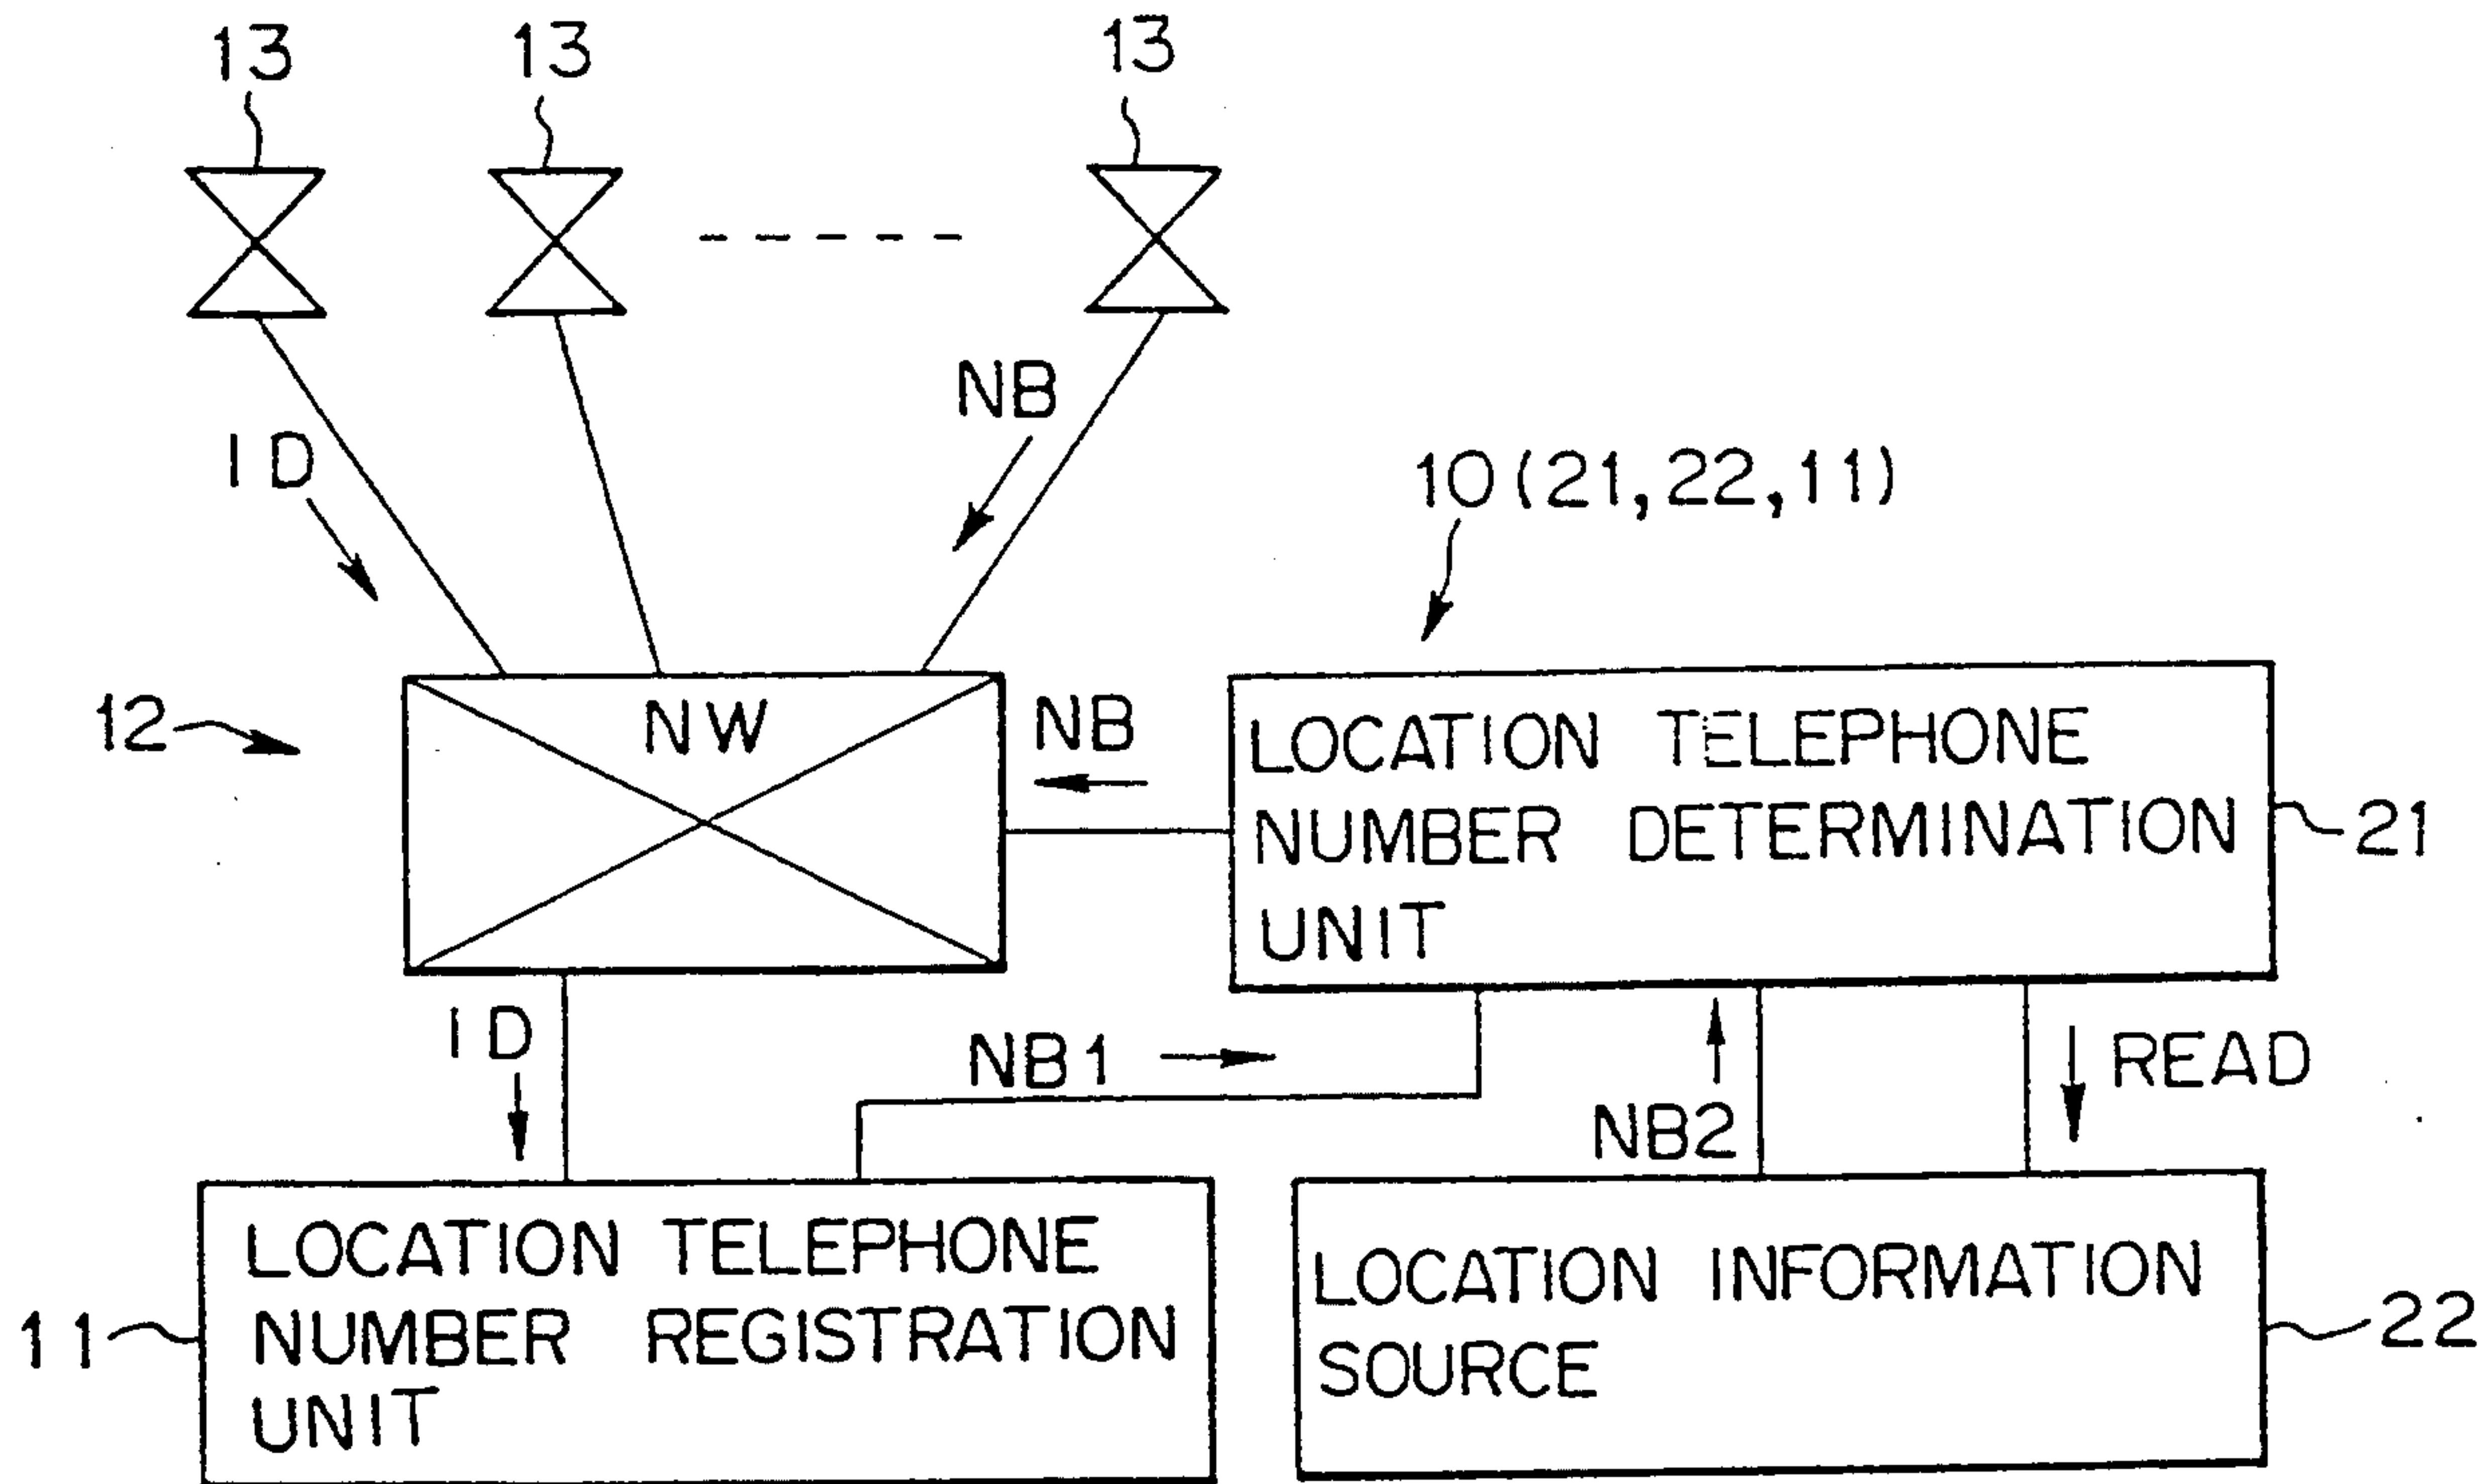 13
13
13
NB
ID
10(21,22,11)
12
NW
NB
LOCATION TELEPHONE
NUMBER DETERMINATION
UNIT
21
ID
NB1
NB2
READ
LOCATION TELEPHONE
NUMBER REGISTRATION
UNIT
11
LOCATION INFORMATION
SOURCE
22